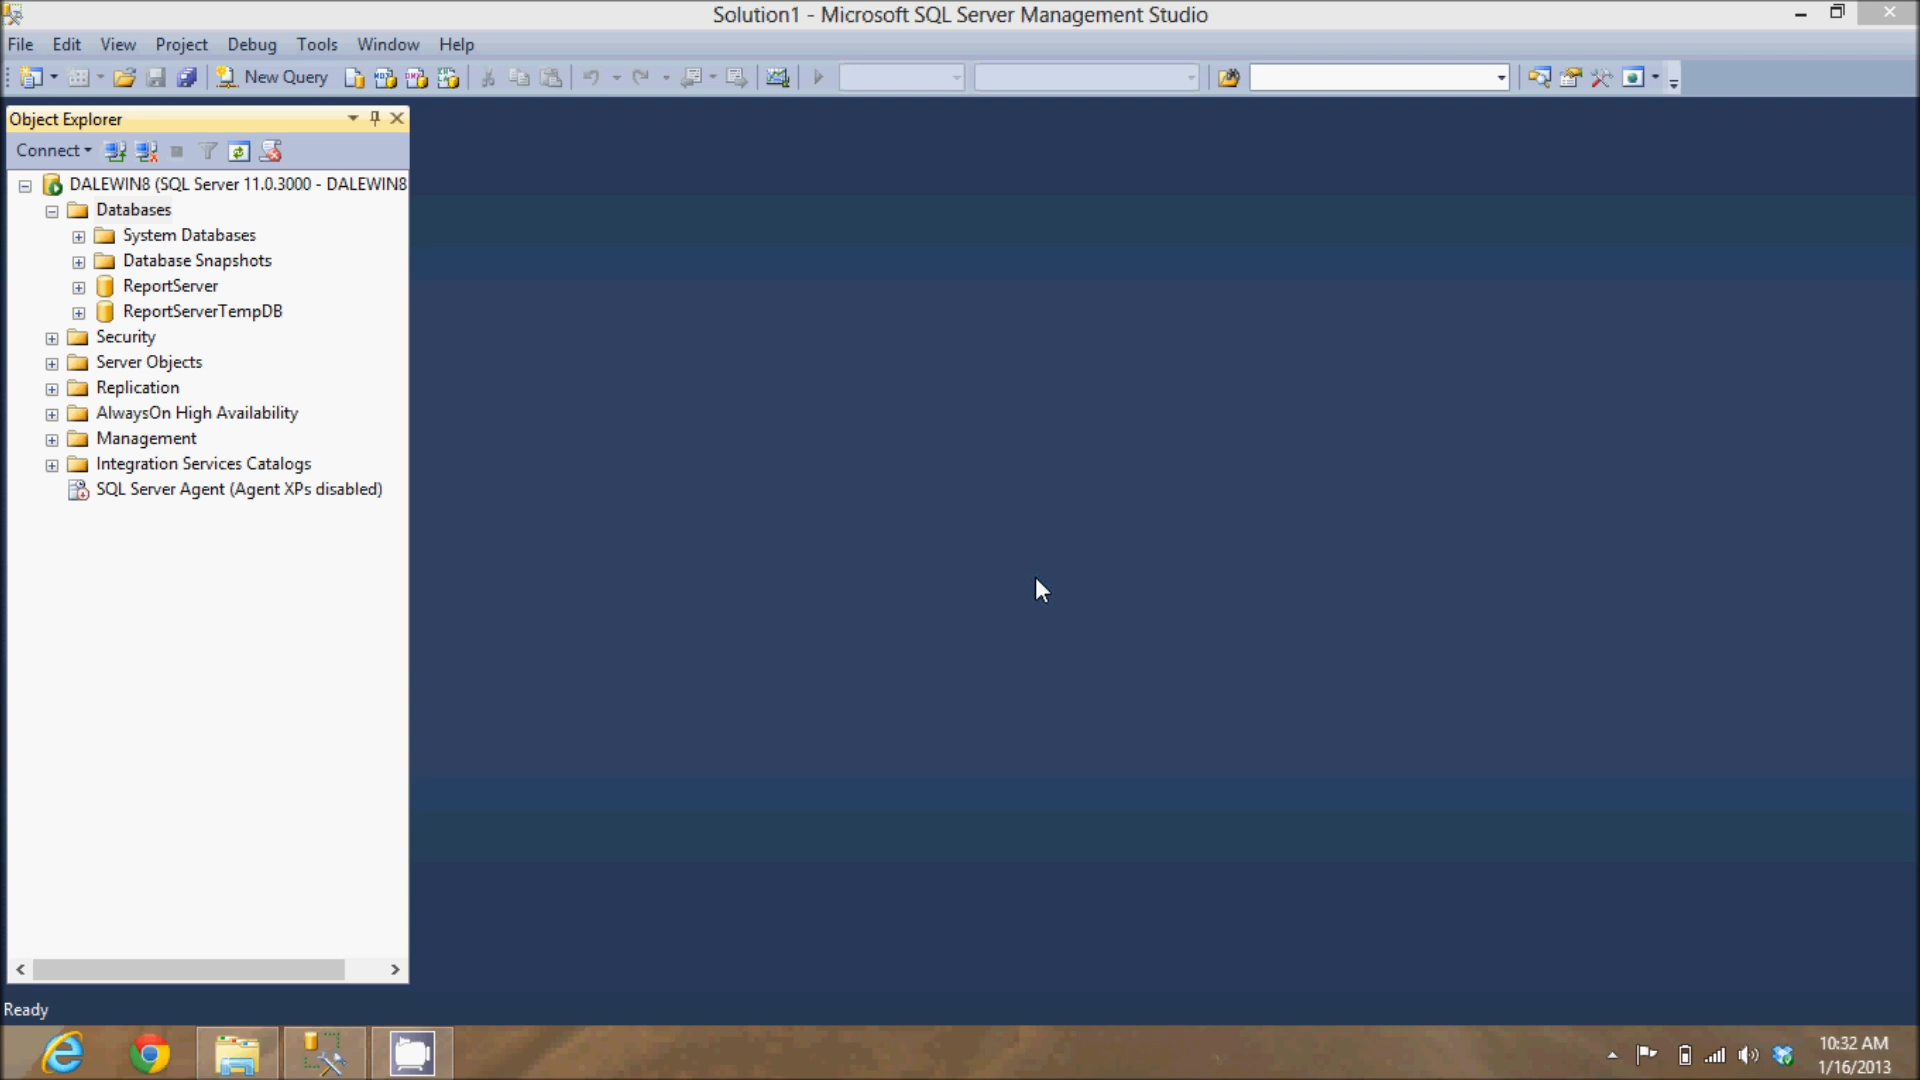 Solution1 - Microsoft SQL Server Management Studio
File Edit View Project Debug Tools Window Help
New Query
Object Explorer
Connect
DALEWIN8 (SQL Server 11.0.3000 - DALEWIN8
Databases
System Databases
Database Snapshots
ReportServer
ReportServerTempDB
Security
Server Objects
Replication
AlwaysOn High Availability
Management
Integration Services Catalogs
SQL Server Agent (Agent XPs disabled)
Ready
10:32 AM
1/16/2013